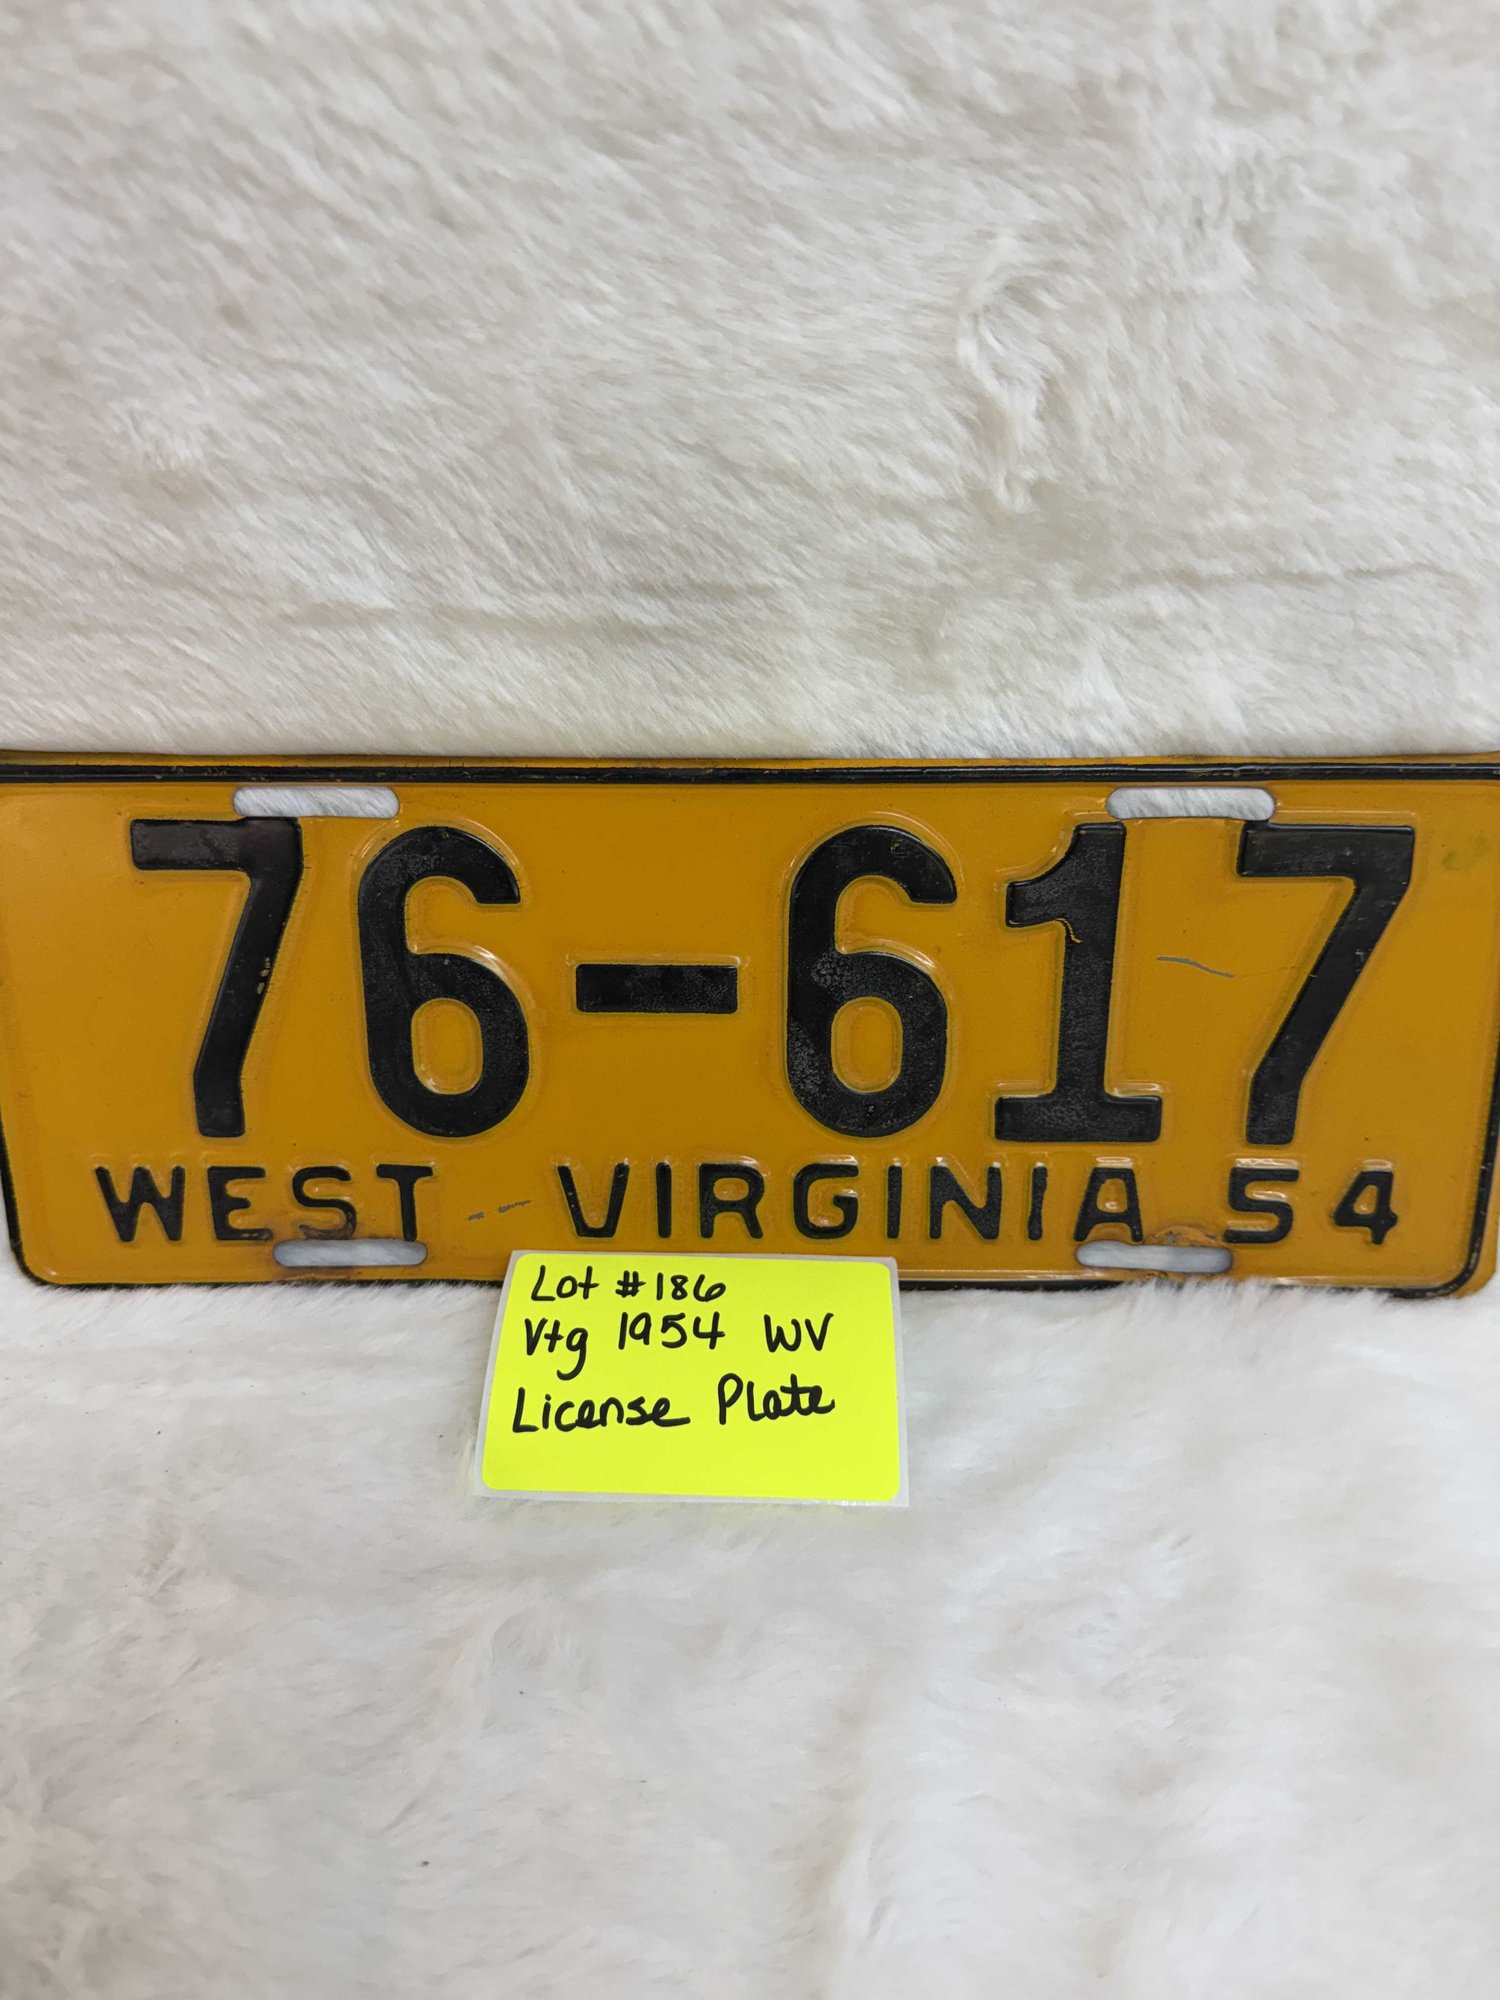 76-617
WEST VIRGINIA 54
Lot #186
Vtg 1954 WV
License Plate